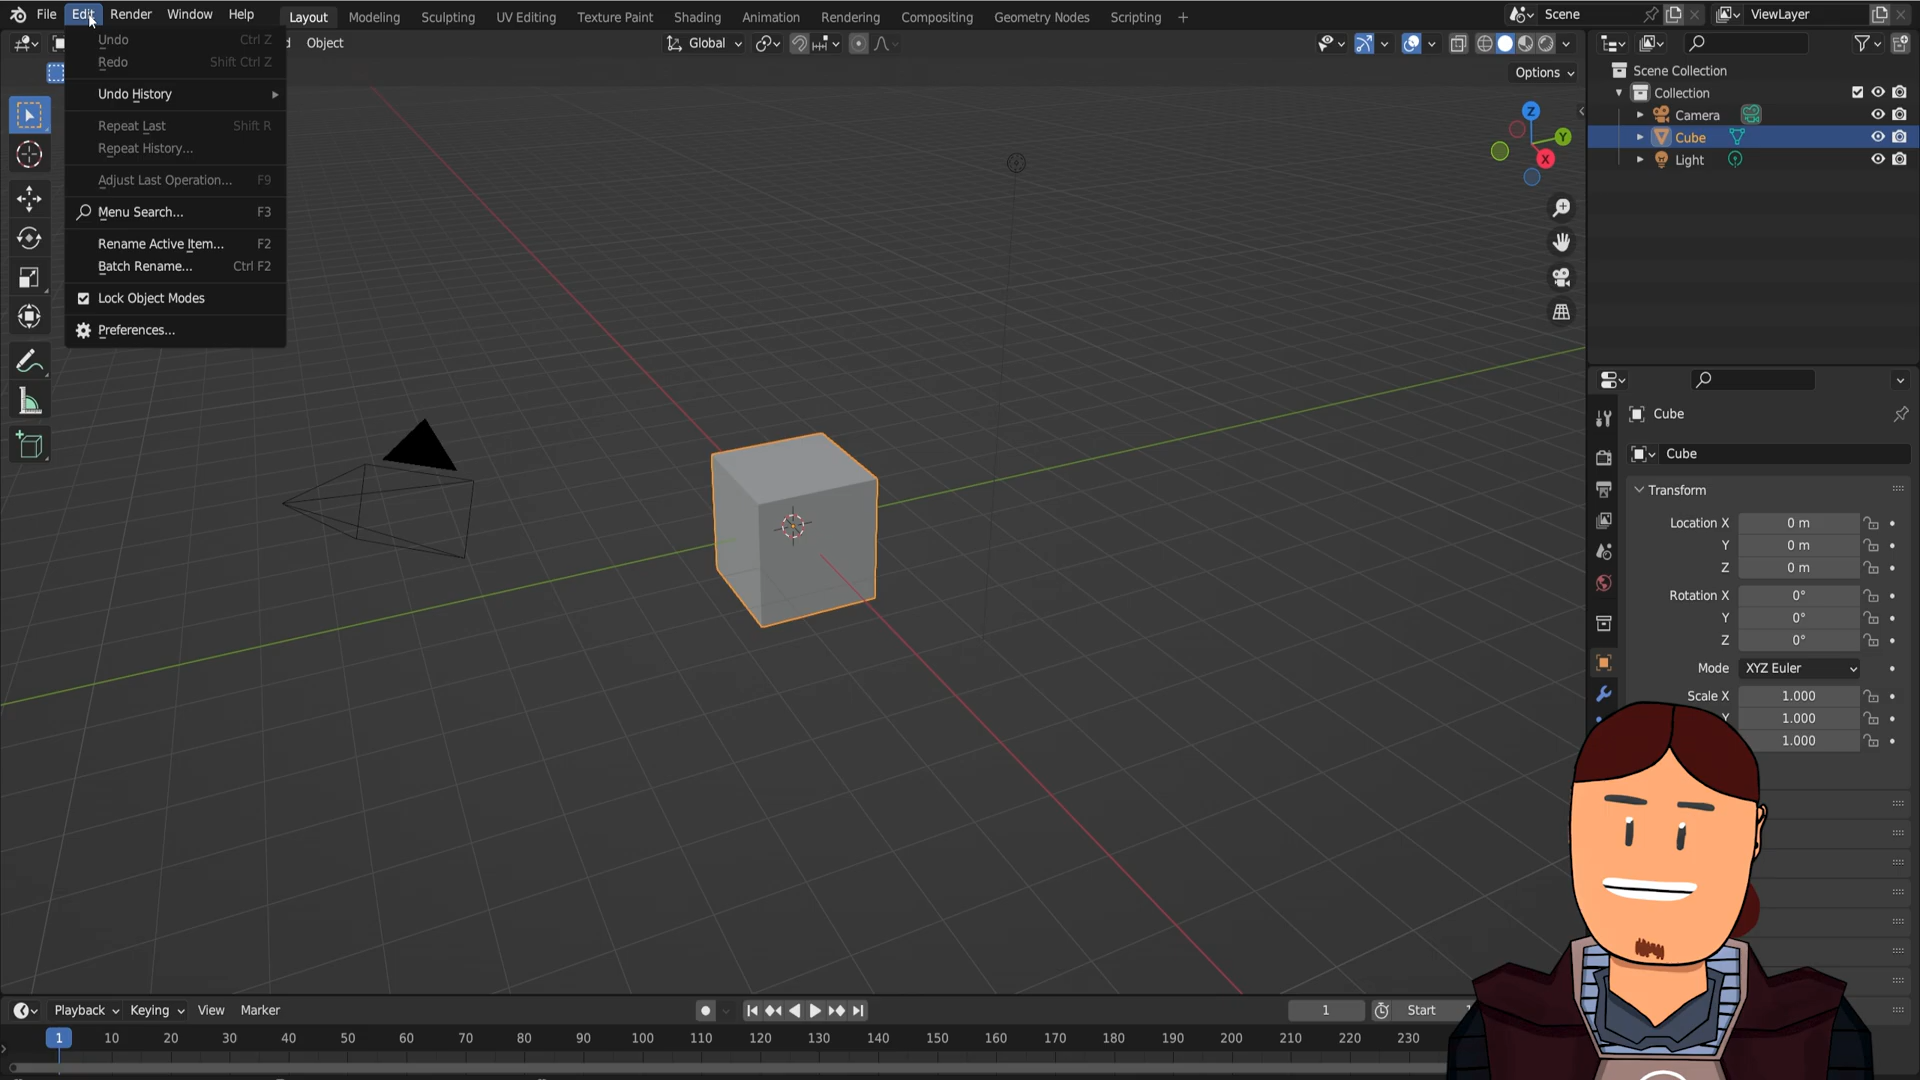 File Edit Render Window Help Layout Modeling Sculpting UV Editing Texture Paint Shading Animation Rendering Compositing Geometry Nodes Scripting + Scene ViewLayer
Object Global
Options
Undo Ctrl Z
Redo Shift Ctrl Z
Undo History
Repeat Last Shift R
Repeat History...
Adjust Last Operation... F9
Menu Search... F3
Rename Active Item... F2
Batch Rename... Ctrl F2
Lock Object Modes
Preferences...
Z
Y
X
Scene Collection
Collection
Camera
Cube
Light
Cube
Cube
Transform
Location X 0 m
Y 0 m
Z 0 m
Rotation X 0°
Y 0°
Z 0°
Mode XYZ Euler
Scale X 1.000
Y 1.000
1.000
Playback Keying View Marker 1 Start
1 10 20 30 40 50 60 70 80 90 100 110 120 130 140 150 160 170 180 190 200 210 220 230